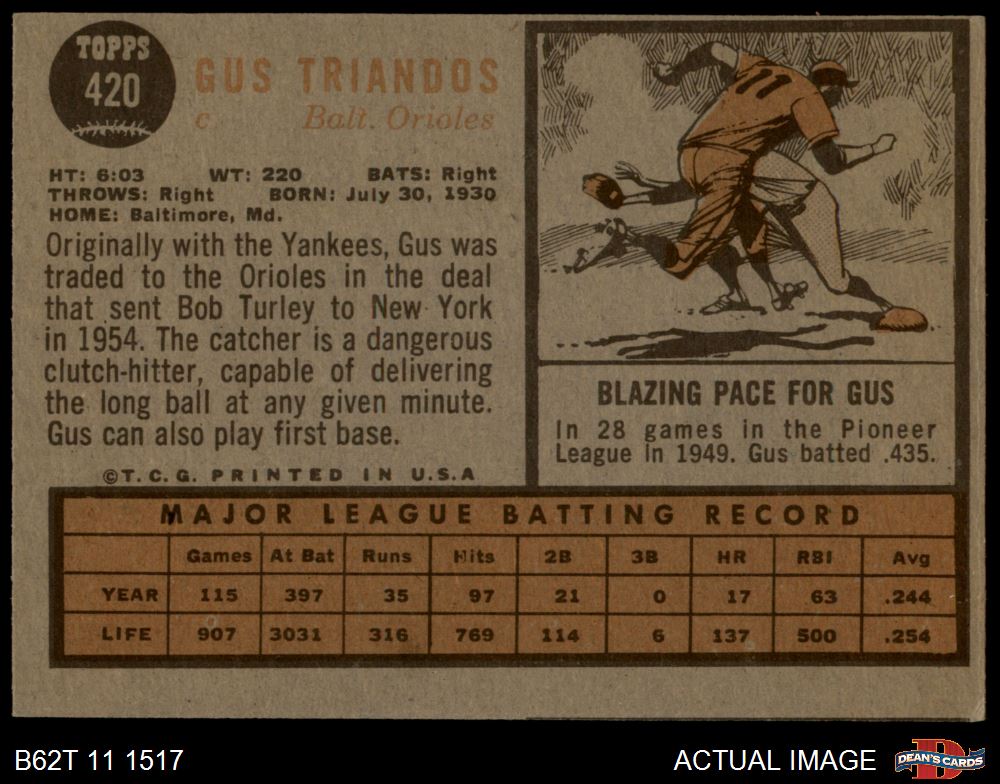 TOPPS
420
GUS TRIANDOS
c Balt. Orioles
HT: 6:03 WT: 220 BATS: Right
THROWS: Right BORN: July 30, 1930
HOME: Baltimore, Md.
Originally with the Yankees, Gus was
traded to the Orioles in the deal
that sent Bob Turley to New York
in 1954. The catcher is a dangerous
clutch-hitter, capable of delivering
the long ball at any given minute.
Gus can also play first base.
©T.C.G. PRINTED IN U.S.A
11
BLAZING PACE FOR GUS
In 28 games in the Pioneer
League in 1949. Gus batted .435.
MAJOR LEAGUE BATTING RECORD
Games At Bat Runs Hits 2B 3B HR RBI Avg
YEAR 115 397 35 97 21 0 17 63 .244
LIFE 907 3031 316 769 114 6 137 500 .254
B62T 11 1517
ACTUAL IMAGE
DEAN'S CARDS